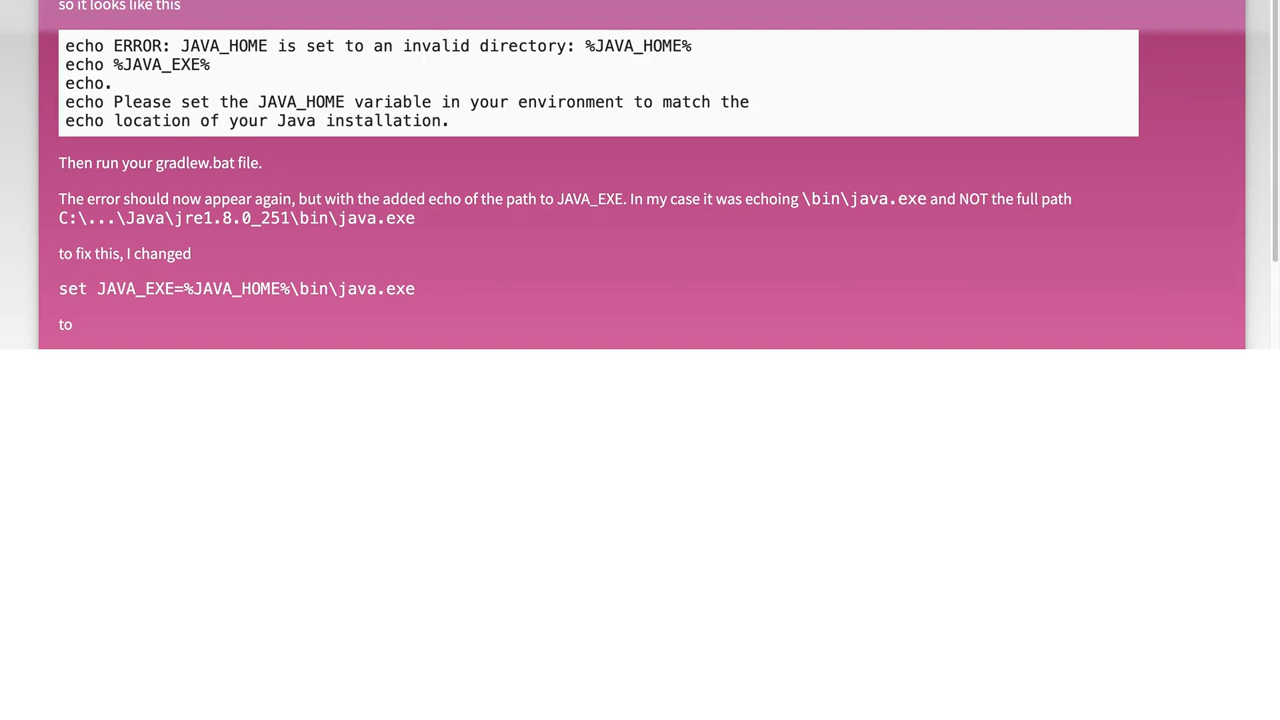 so it looks like this
echo ERROR: JAVA_HOME is set to an invalid directory: %JAVA_HOME%
echo %JAVA_EXE%
echo.
echo Please set the JAVA_HOME variable in your environment to match the
echo location of your Java installation.
Then run your gradlew.bat file.
The error should now appear again, but with the added echo of the path to JAVA_EXE. In my case it was echoing \bin\java.exe and NOT the full path
C:\...\Java\jre1.8.0_251\bin\java.exe
to fix this, I changed
set JAVA_EXE=%JAVA_HOME%\bin\java.exe
to